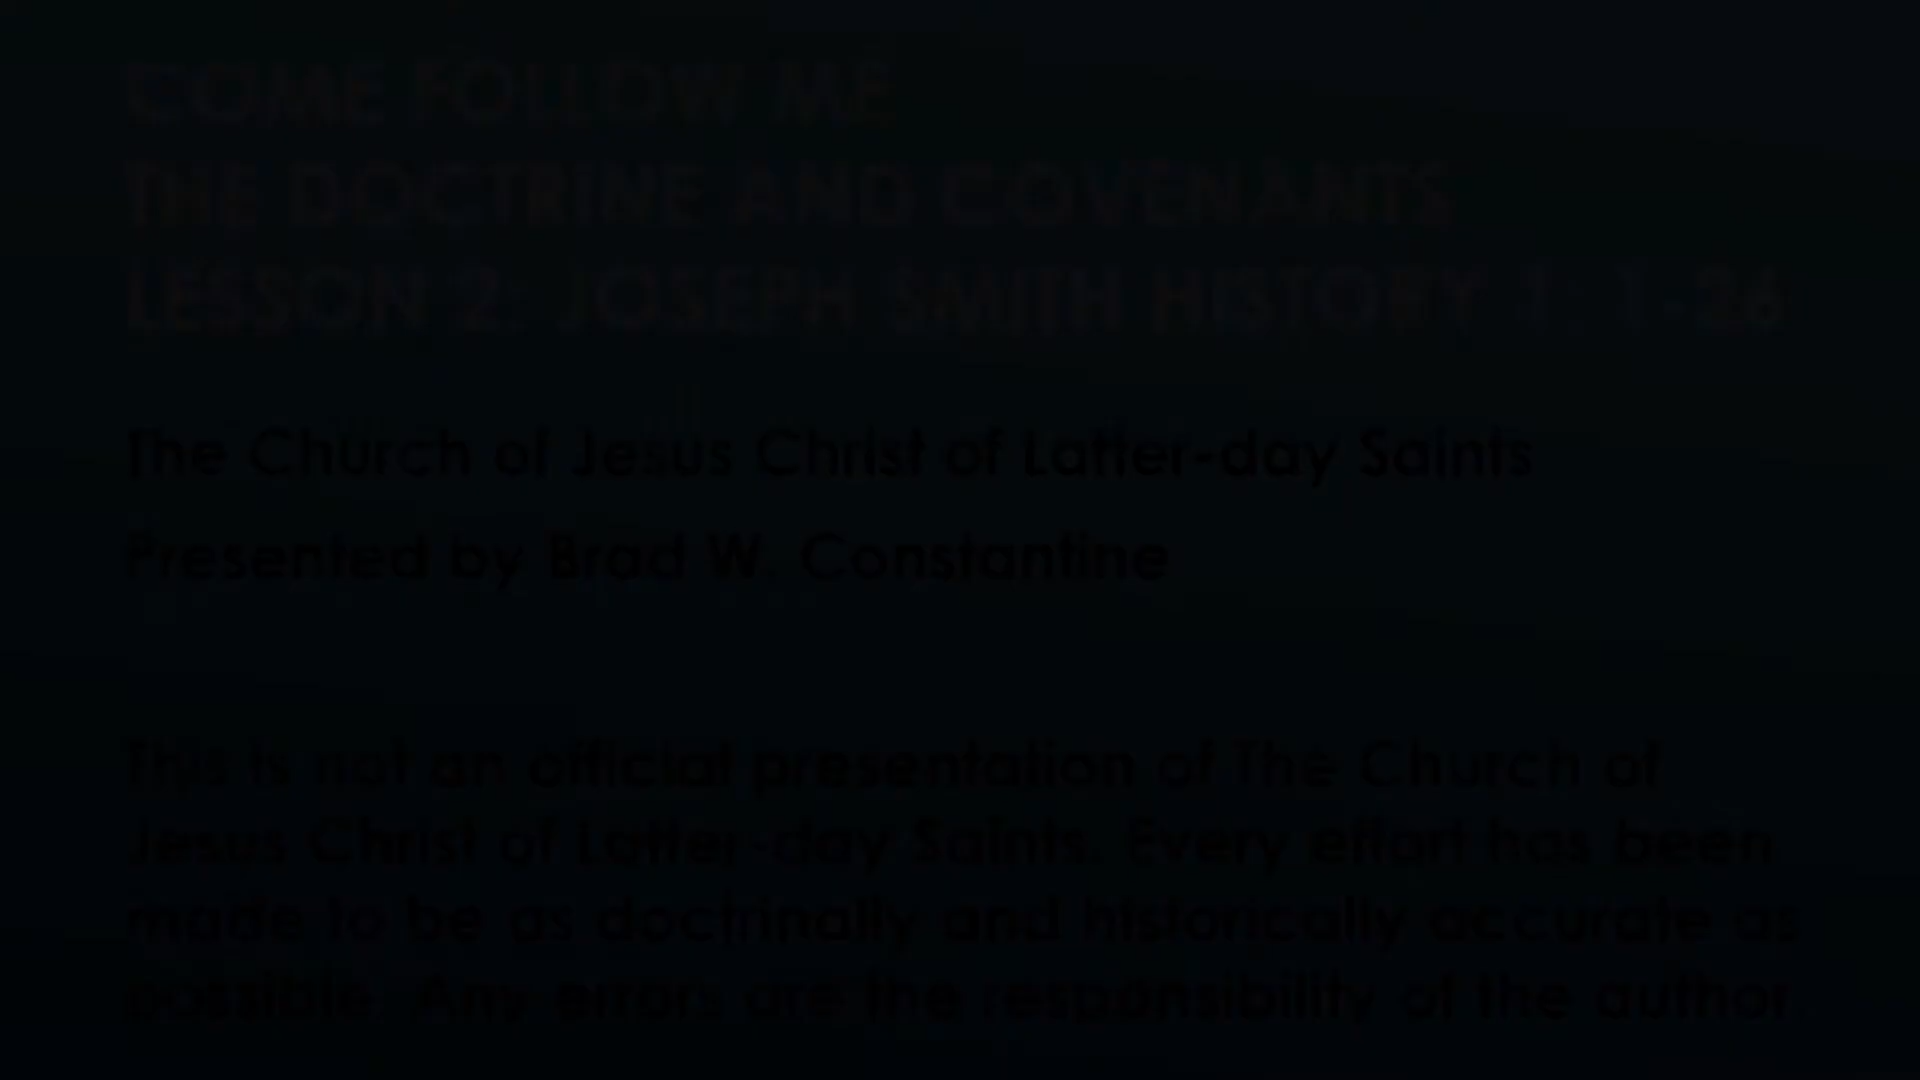 COME FOLLOW ME
THE DOCTRINE AND COVENANTS
LESSON 2: JOSEPH SMITH HISTORY 1: 1-26
The Church of Jesus Christ of Latter-day Saints
Presented by Brad W. Constantine
This is not an official presentation of The Church of
Jesus Christ of Latter-day Saints. Every effort has been
made to be as doctrinally and historically accurate as
possible. Any errors are the responsibility of the author.